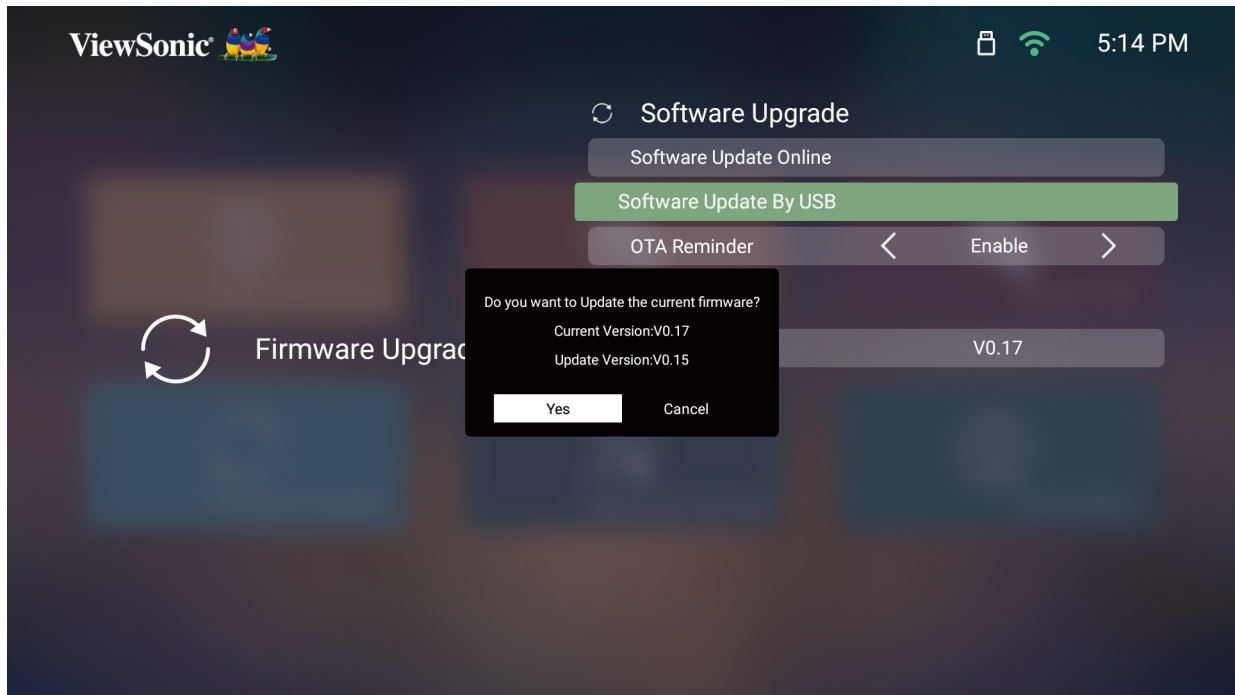 ViewSonic®
5:14 PM
Software Upgrade
Software Update Online
Software Update By USB
OTA Reminder Enable
Do you want to Update the current firmware?
Current Version:V0.17
Update Version:V0.15
Yes Cancel
Firmware Upgrad
V0.17